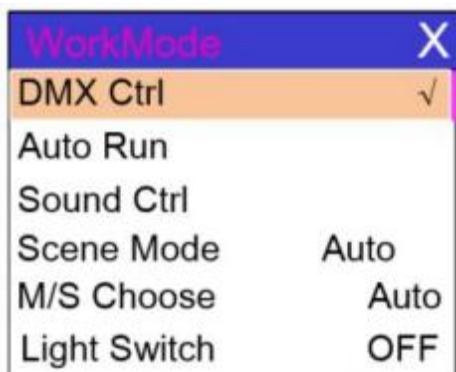 WorkMode X
DMX Ctrl √
Auto Run
Sound Ctrl
Scene Mode Auto
M/S Choose Auto
Light Switch OFF